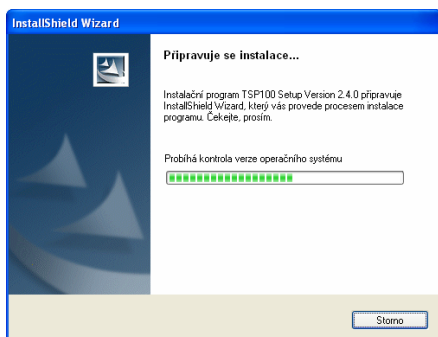 InstallShield Wizard
Připravuje se instalace...
Instalační program TSP100 Setup Version 2.4.0 připravuje
InstallShield Wizard, který vás provede procesem instalace
programu. Čekejte, prosím.
Probíhá kontrola verze operačního systému
Storno